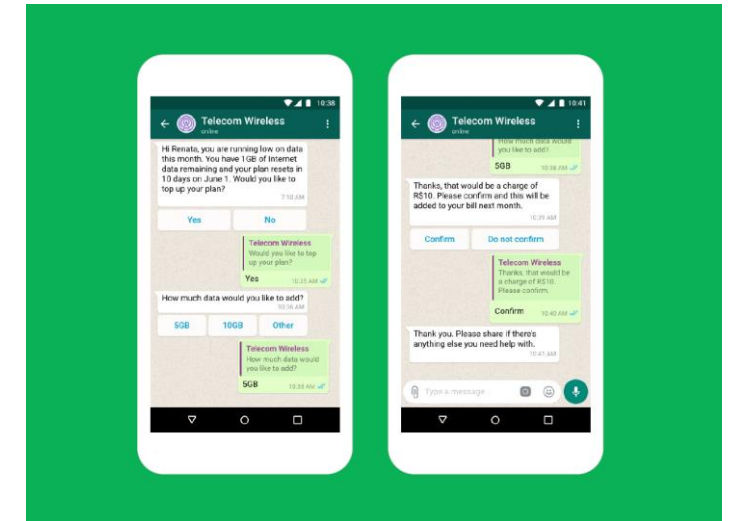 10:38
Telecom Wireless
online
Hi Renata, you are running low on data
this month. You have 1GB of Internet
data remaining and your plan resets in
10 days on June 1. Would you like to
top up your plan?
7:10 AM
Yes No
Telecom Wireless
Would you like to top
up your plan?
Yes 10:35 AM
How much data would you like to add?
10:36 AM
5GB 10GB Other
Telecom Wireless
How much data would
you like to add?
5GB 10:38 AM
10:41
Telecom Wireless
online
How much data would
you like to add?
5GB 10:38 AM
Thanks, that would be a charge of
R$10. Please confirm and this will be
added to your bill next month.
10:39 AM
Confirm Do not confirm
Telecom Wireless
Thanks, that would be
a charge of R$10.
Please confirm.
Confirm 10:40 AM
Thank you. Please share if there's
anything else you need help with.
10:41 AM
Type a message